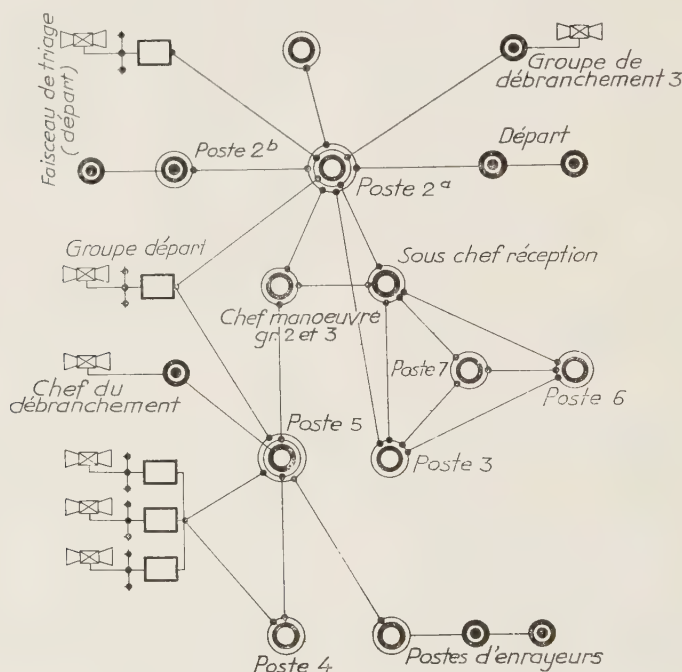 Faisceau de triage
(départ)
Groupe de
débranchement 3
Poste 2b
Départ
Poste 2a
Groupe départ
Sous chef réception
Chef manoeuvre
gr. 2 et 3
Chef du
débranchement
Poste 7
Poste 6
Poste 5
Poste 3
Poste 4
Postes d'enrayeurs